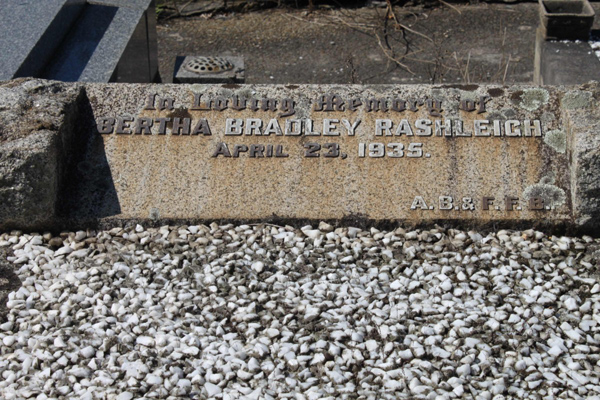 In Loving Memory of
BERTHA BRADLEY RASHLEIGH
APRIL 23, 1935.
A.B. & F.F.B.